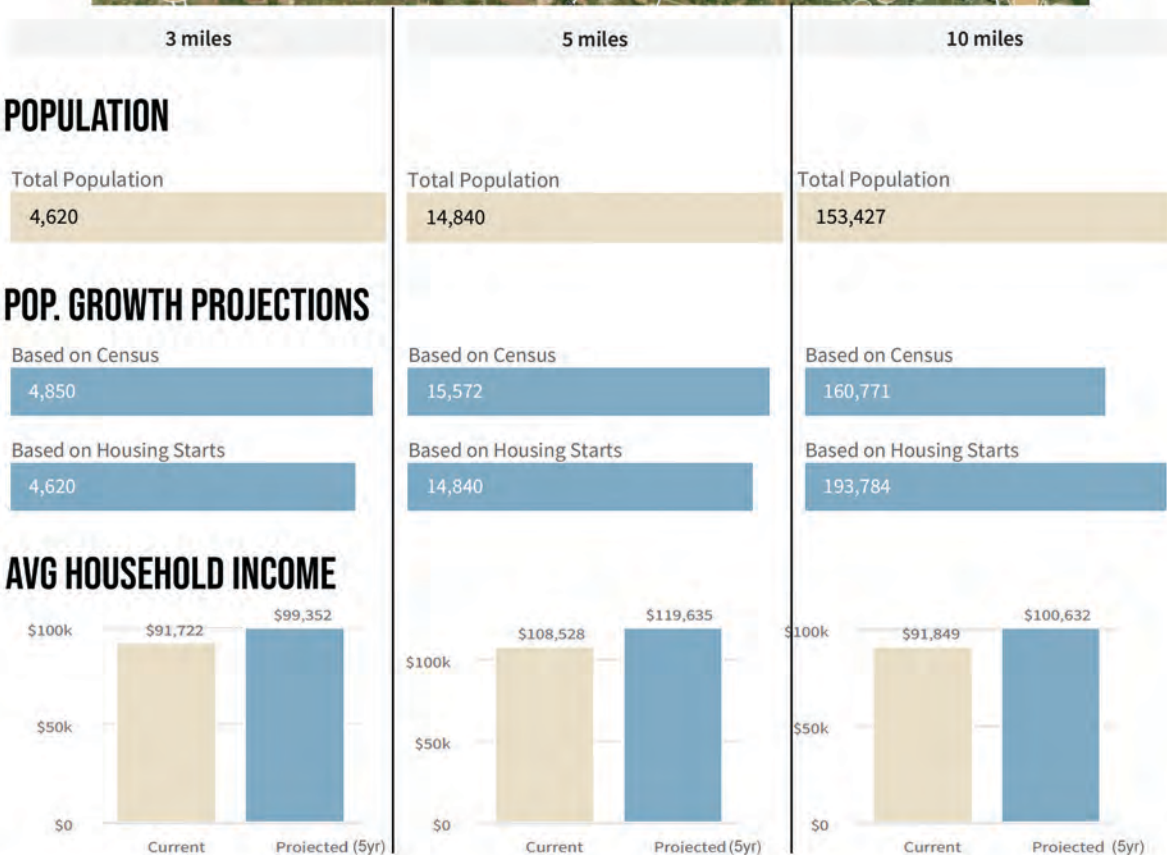 3 miles
5 miles
10 miles
POPULATION
Total Population
Total Population
Total Population
4,620
14,840
153,427
POP. GROWTH PROJECTIONS
Based on Census
Based on Census
Based on Census
4,850
15,572
160,771
Based on Housing Starts
Based on Housing Starts
Based on Housing Starts
4,620
14,840
193,784
AVG HOUSEHOLD INCOME
$100k
$91,722
$99,352
$50k
$0
Current
Projected (5yr)
$108,528
$119,635
$100k
$50k
$0
Current
Projected (5yr)
$100k
$91,849
$100,632
$50k
$0
Current
Projected (5yr)